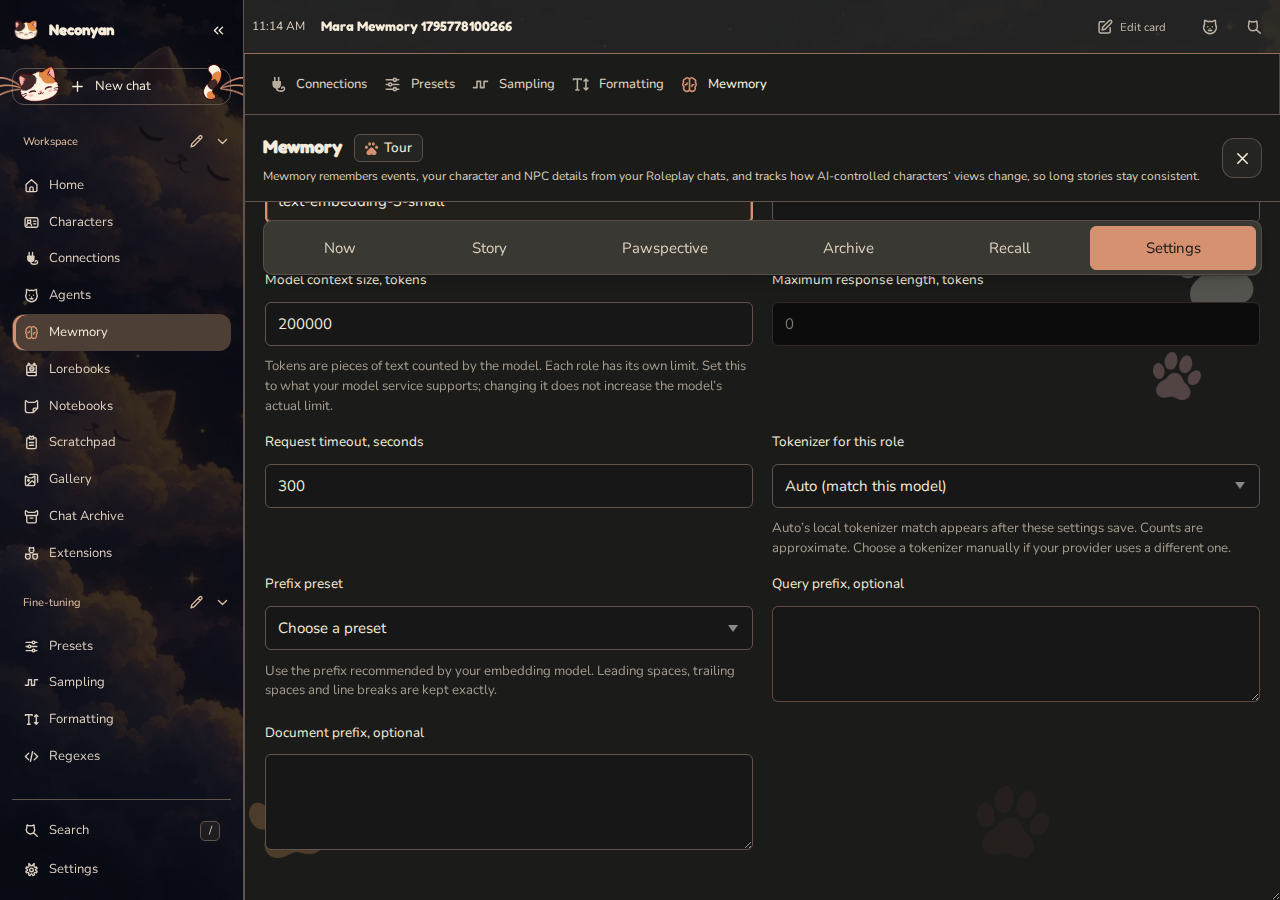 Neconyan
New chat
Workspace
Home
Characters
Connections
Agents
Mewmory
Lorebooks
Notebooks
Scratchpad
Gallery
Chat Archive
Extensions
Fine-tuning
Presets
Sampling
Formatting
Regexes
Search /
Settings
11:14 AM Mara Mewmory 1795778100266 Edit card
Connections Presets Sampling Formatting Mewmory
Mewmory Tour
Mewmory remembers events, your character and NPC details from your Roleplay chats, and tracks how AI-controlled characters’ views change, so long stories stay consistent.
text-embedding-3-small
Now Story Pawspective Archive Recall Settings
Model context size, tokens
200000
Tokens are pieces of text counted by the model. Each role has its own limit. Set this
to what your model service supports; changing it does not increase the model’s
actual limit.
Maximum response length, tokens
0
Request timeout, seconds
300
Tokenizer for this role
Auto (match this model)
Auto’s local tokenizer match appears after these settings save. Counts are
approximate. Choose a tokenizer manually if your provider uses a different one.
Prefix preset
Choose a preset
Use the prefix recommended by your embedding model. Leading spaces, trailing
spaces and line breaks are kept exactly.
Query prefix, optional
Document prefix, optional